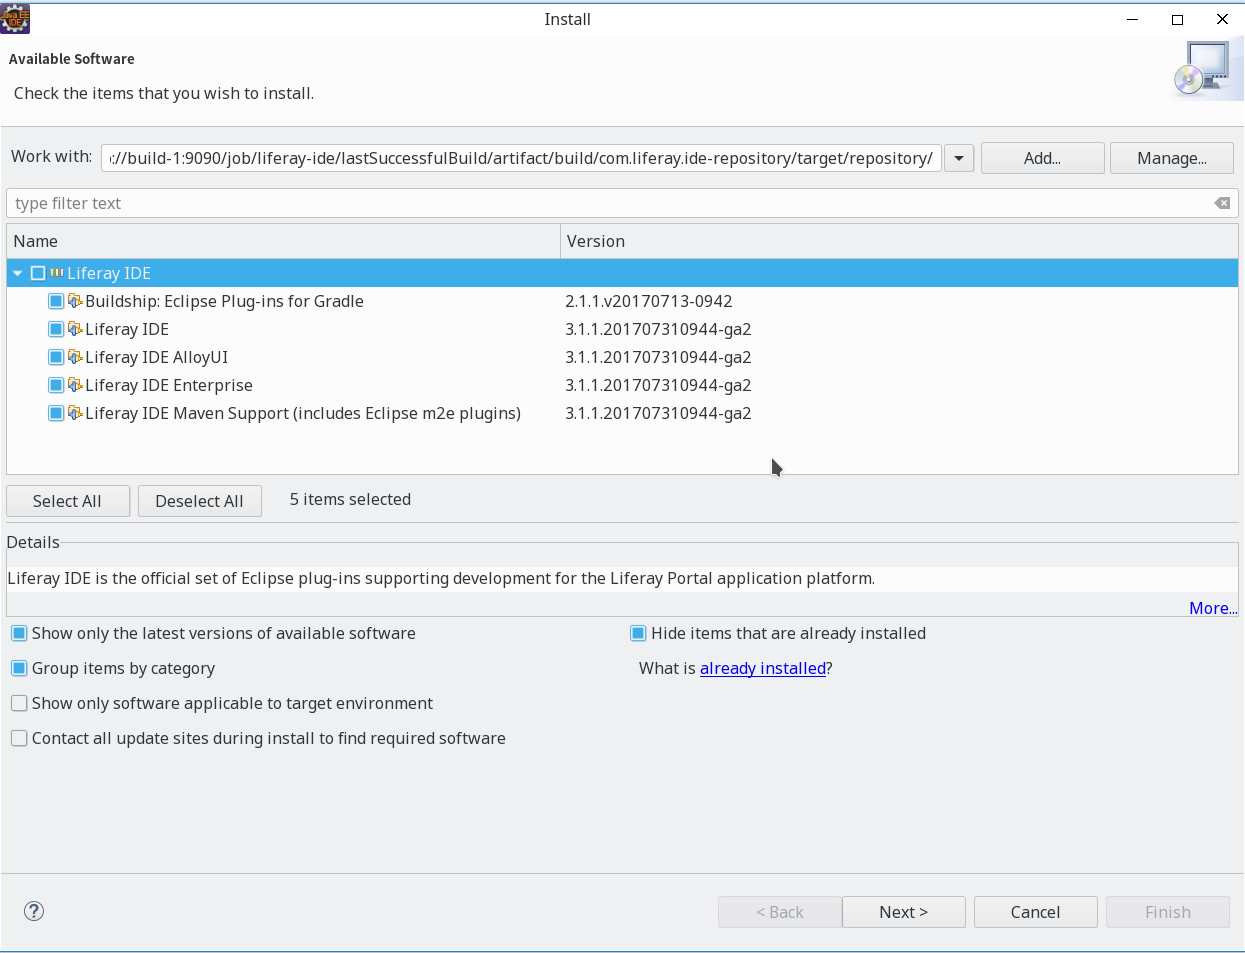 Java EE
IDE
Install
Available Software
Check the items that you wish to install.
Work with: ://build-1:9090/job/liferay-ide/lastSuccessfulBuild/artifact/build/com.liferay.ide-repository/target/repository/ Add... Manage...
type filter text
Name Version
Liferay IDE
Buildship: Eclipse Plug-ins for Gradle 2.1.1.v20170713-0942
Liferay IDE 3.1.1.201707310944-ga2
Liferay IDE AlloyUI 3.1.1.201707310944-ga2
Liferay IDE Enterprise 3.1.1.201707310944-ga2
Liferay IDE Maven Support (includes Eclipse m2e plugins) 3.1.1.201707310944-ga2
Select All Deselect All 5 items selected
Details
Liferay IDE is the official set of Eclipse plug-ins supporting development for the Liferay Portal application platform.
More...
Show only the latest versions of available software Hide items that are already installed
Group items by category What is already installed?
Show only software applicable to target environment
Contact all update sites during install to find required software
? < Back Next > Cancel Finish